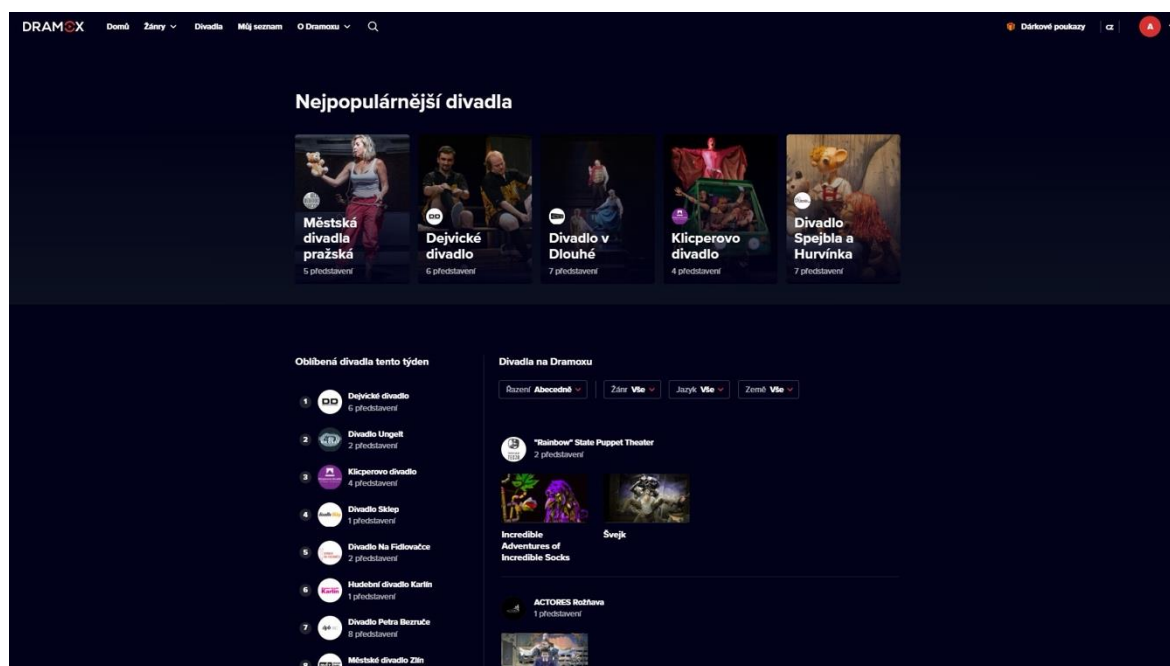 DRAMOX Domů Žánry Divadla Můj seznam O Dramoxu Dárkové poukazy cz A
Nejpopulárnější divadla
Městská
divadla
pražská
5 představení
Dejvické
divadlo
6 představení
Divadlo v
Dlouhé
7 představení
Klicperovo
divadlo
4 představení
Divadlo
Spejbla a
Hurvínka
7 představení
Oblíbená divadla tento týden
1 Dejvické divadlo
6 představení
2 Divadlo Ungelt
2 představení
3 Klicperovo divadlo
4 představení
4 Divadlo Sklep
1 představení
5 Divadlo Na Fidlovačce
2 představení
6 Hudební divadlo Karlín
1 představení
7 Divadlo Petra Bezruče
8 představení
8 Městské divadlo Zlín
Divadla na Dramoxu
Řazení Abecedně Žánr Vše Jazyk Vše Země Vše
"Rainbow" State Puppet Theater
2 představení
Incredible
Adventures of
Incredible Socks
Švejk
ACTORES Rožňava
1 představení